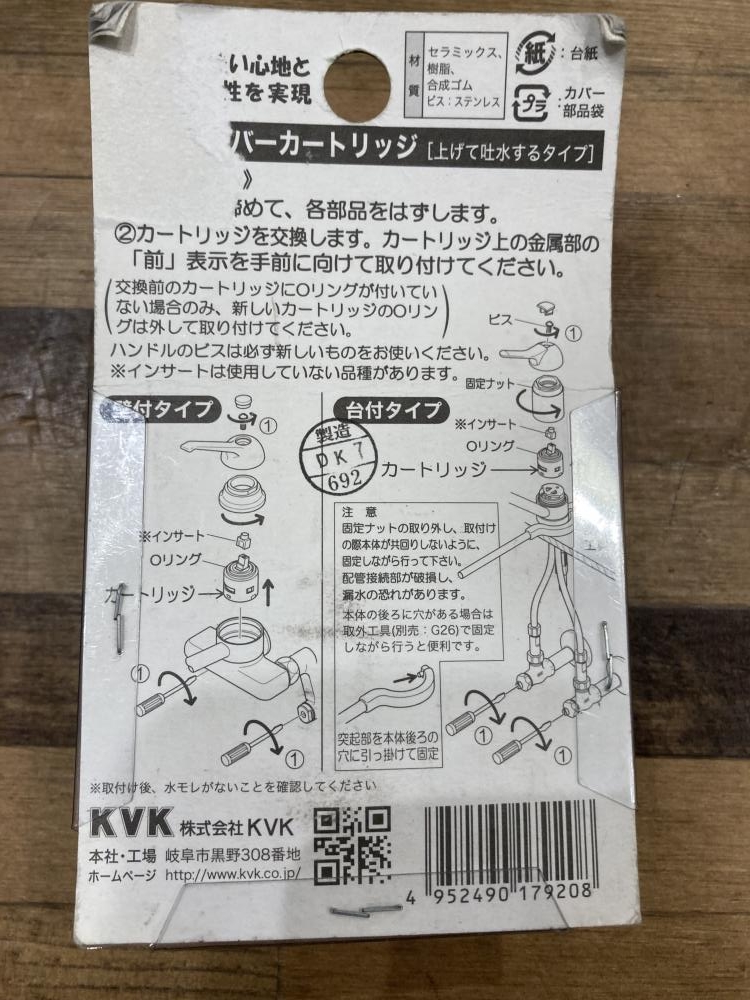 い心地と
性を実現
材質
セラミックス、
樹脂、
合成ゴム
ビス：ステンレス
紙：台紙
プラ：カバー
部品袋
バーカートリッジ［上げて吐水するタイプ］
》
締めて、各部品をはずします。
②カートリッジを交換します。カートリッジ上の金属部の
「前」表示を手前に向けて取り付けてください。
交換前のカートリッジにOリングが付いてい
ない場合のみ、新しいカートリッジのOリン
グは外して取り付けてください。
ハンドルのビスは必ず新しいものをお使いください。
※インサートは使用していない品種があります。
壁付タイプ
①
※インサート
Oリング
カートリッジ
①
①
台付タイプ
ビス
①
固定ナット
※インサート
Oリング
カートリッジ
製造
DK7
692
注 意
固定ナットの取り外し、取付け
の際本体が共回りしないように、
固定しながら行って下さい。
配管接続部が破損し、
漏水の恐れがあります。
本体の後ろに穴がある場合は
取外工具(別売：G26)で固定
しながら行うと便利です。
突起部を本体後ろの
穴に引っ掛けて固定
①
①
※取付け後、水モレがないことを確認してください
KVK 株式会社KVK
本社・工場 岐阜市黒野308番地
ホームページ http://www.kvk.co.jp/
4 952490 179208